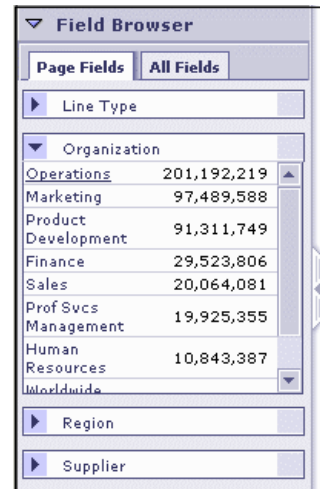 Field Browser
Page Fields All Fields
Line Type
Organization
Operations 201,192,219
Marketing 97,489,588
Product
Development 91,311,749
Finance 29,523,806
Sales 20,064,081
Prof Svcs
Management 19,925,355
Human
Resources 10,843,387
Worldwide
Region
Supplier